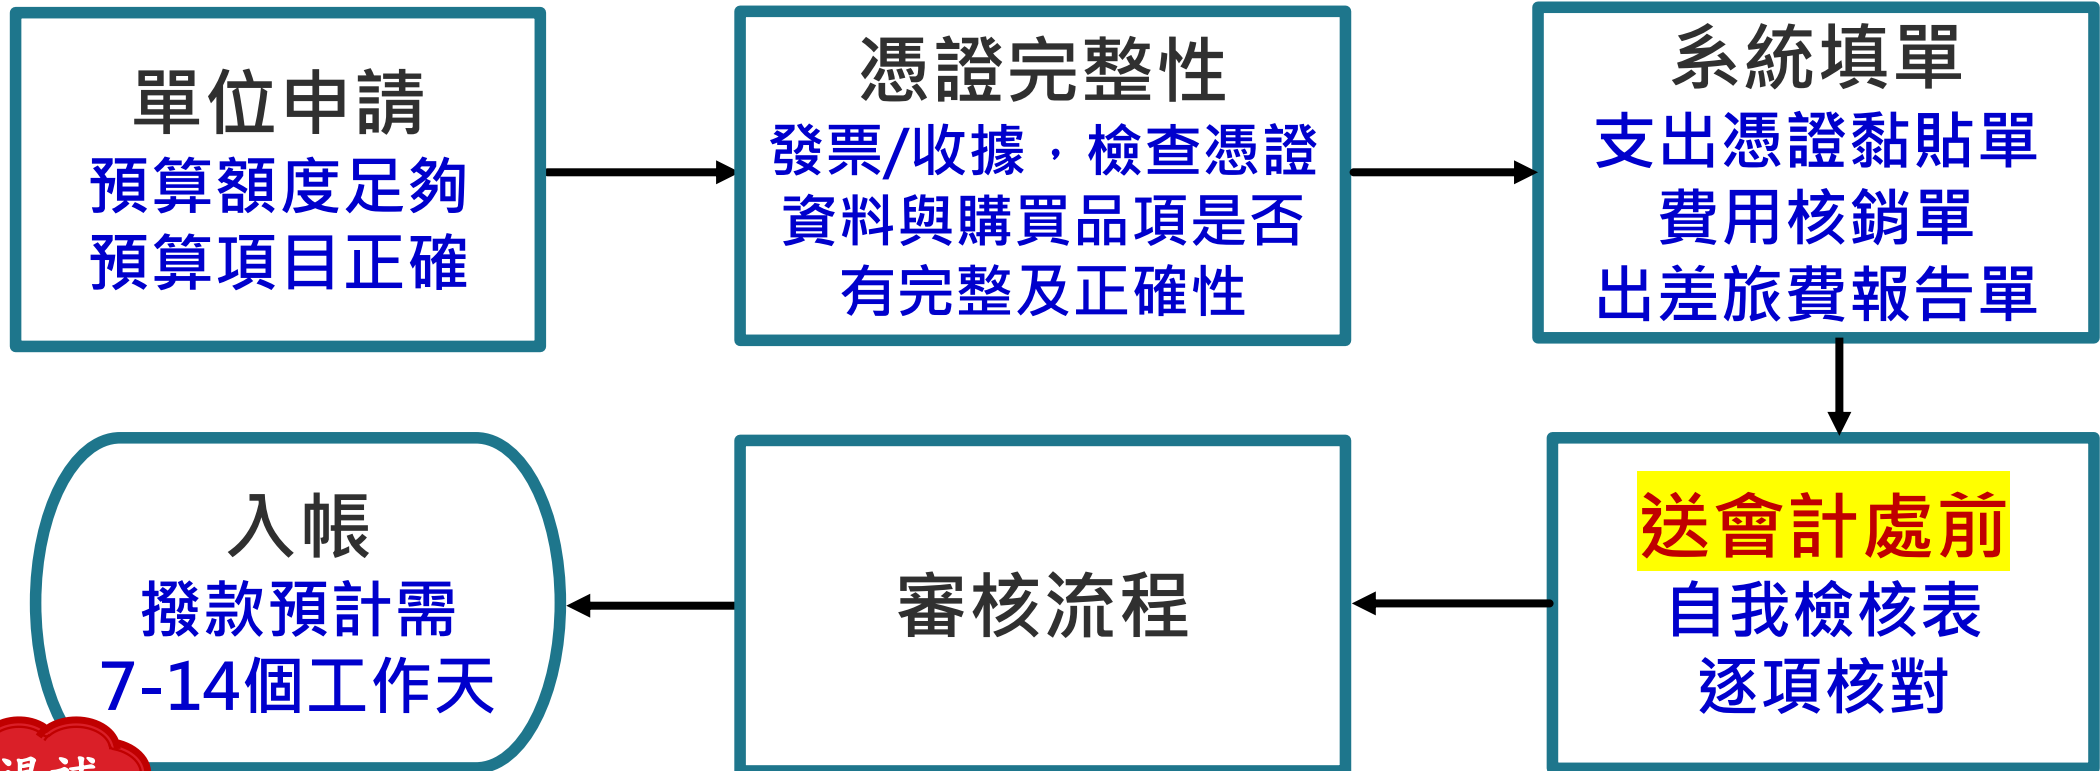 單位申請
預算額度足夠
預算項目正確
憑證完整性
發票/收據，檢查憑證
資料與購買品項是否
有完整及正確性
系統填單
支出憑證黏貼單
費用核銷單
出差旅費報告單
送會計處前
自我檢核表
逐項核對
審核流程
入帳
撥款預計需
7-14個工作天